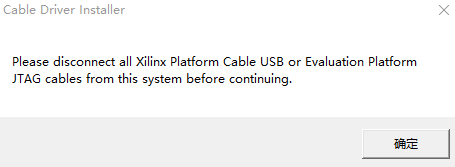 Cable Driver Installer
Please disconnect all Xilinx Platform Cable USB or Evaluation Platform
JTAG cables from this system before continuing.
确定